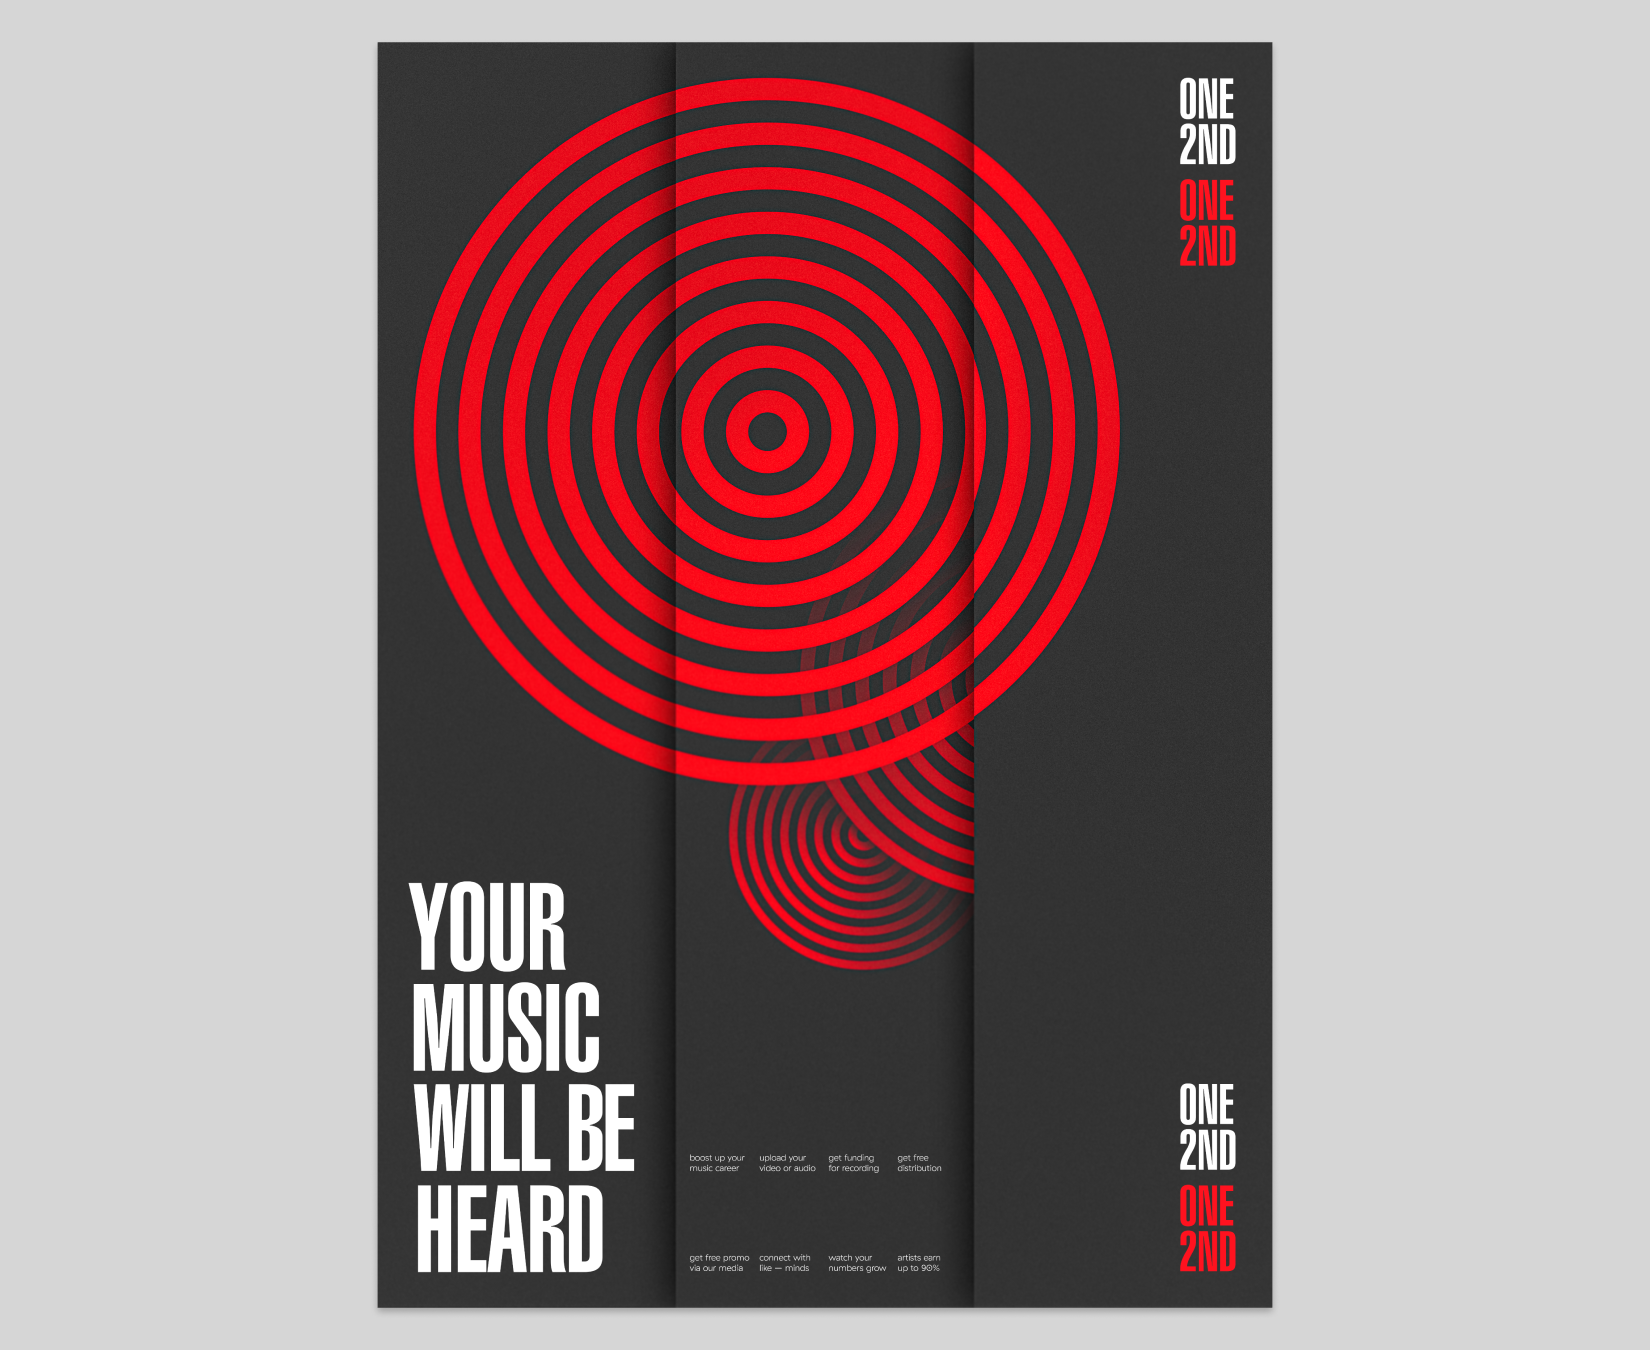 ONE
2ND
ONE
2ND
YOUR
MUSIC
WILL BE
HEARD
boost up your
music career
upload your
video or audio
get funding
for recording
get free
distribution
get free promo
via our media
connect with
like — minds
watch your
numbers grow
artists earn
up to 90%
ONE
2ND
ONE
2ND